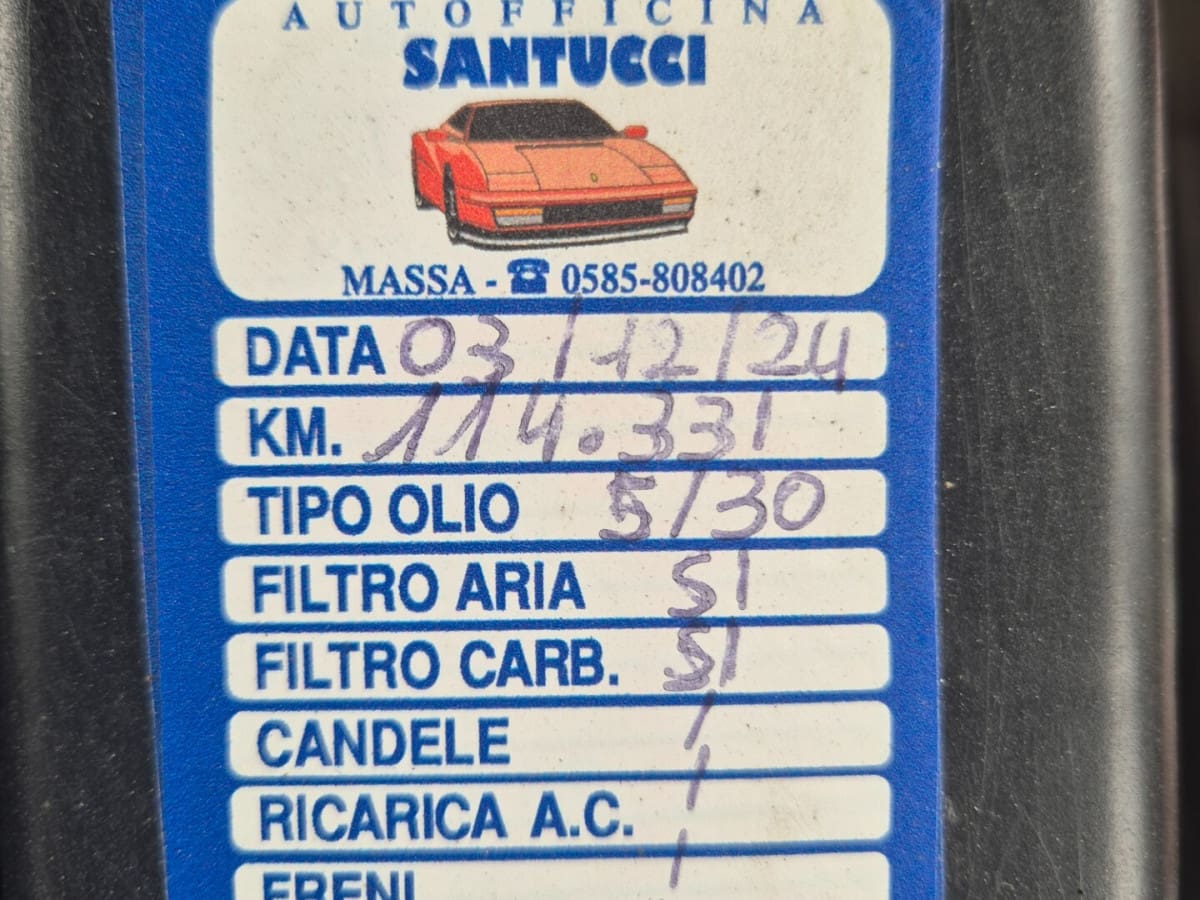 AUTOFFICINA
SANTUCCI
MASSA - ☎ 0585-808402
DATA 03/12/24
KM. 114.331
TIPO OLIO 5/30
FILTRO ARIA SI
FILTRO CARB. SI
CANDELE /
RICARICA A.C. /
FRENI /